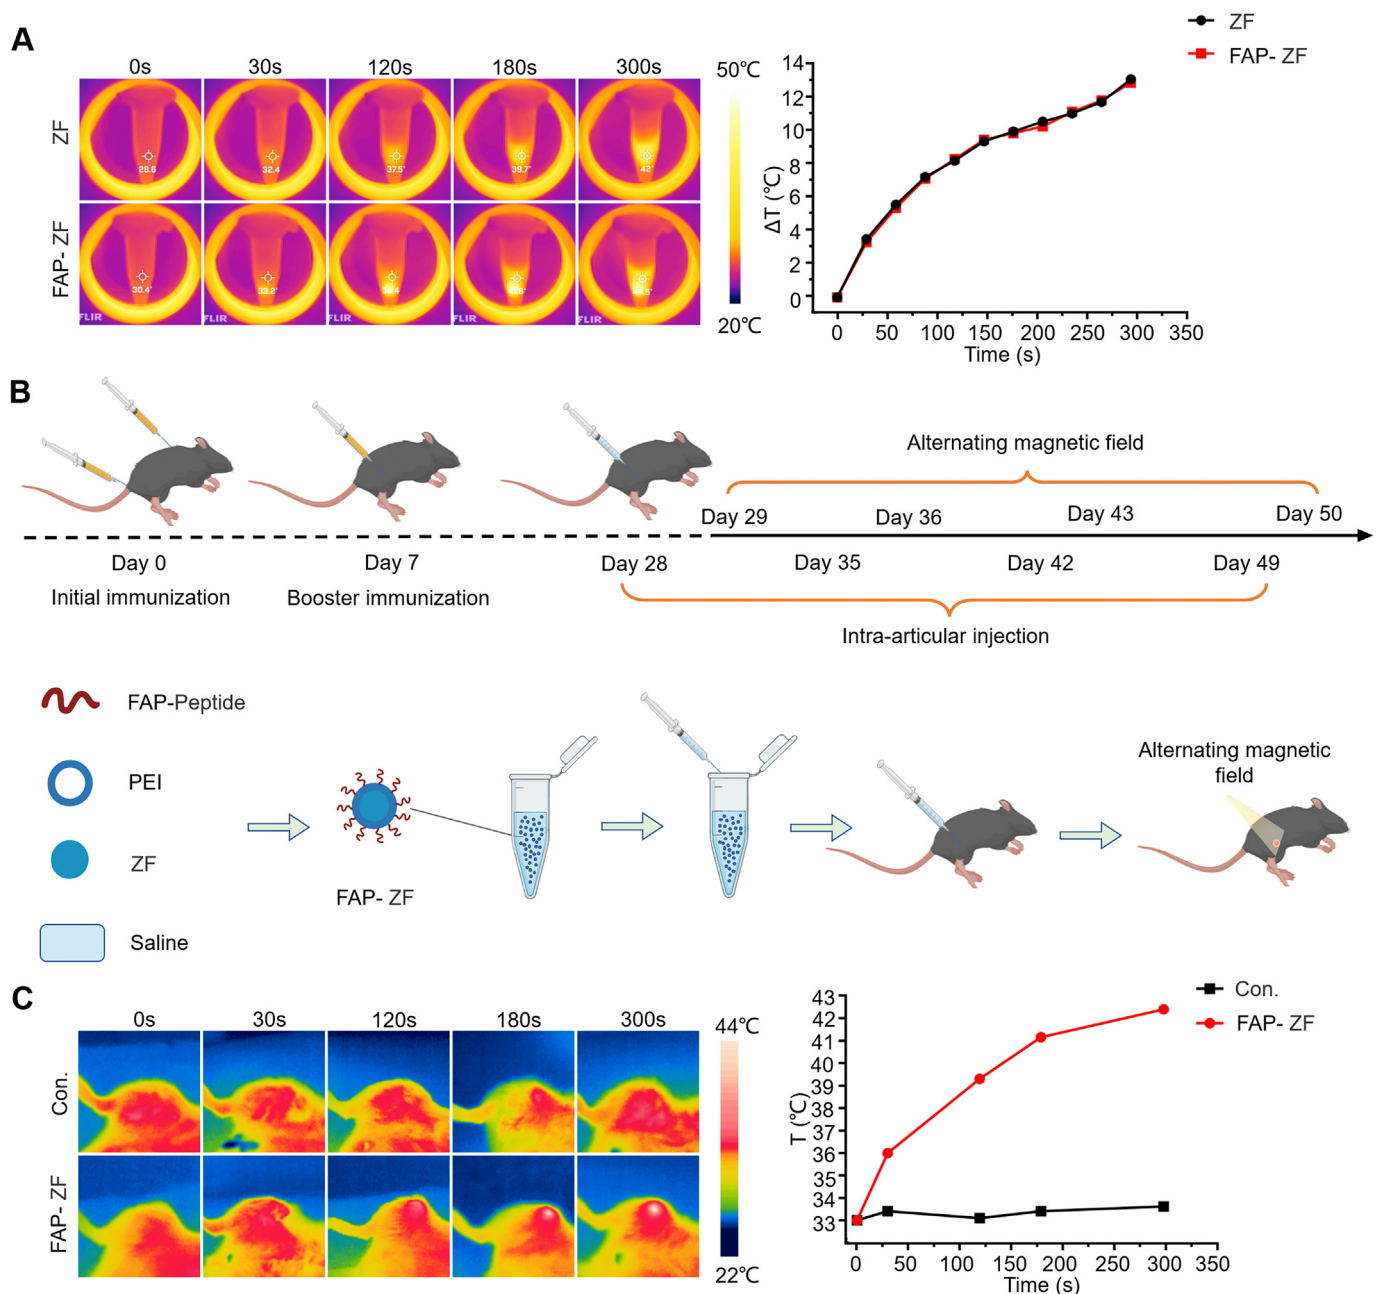 A
0s 30s 120s 180s 300s
50℃
ZF
28.6
32.4
37.5°
39.7°
42°
FAP- ZF
30.4°
33.2°
FLIR FLIR FLIR FLIR FLIR
20℃
ZF
FAP- ZF
14
12
10
8
6
4
2
0
ΔT (℃)
0 50 100 150 200 250 300 350
Time (s)
B
Alternating magnetic field
Day 29 Day 36 Day 43 Day 50
Day 0 Day 7 Day 28 Day 35 Day 42 Day 49
Initial immunization Booster immunization
Intra-articular injection
FAP-Peptide
PEI
ZF
Saline
FAP- ZF
Alternating magnetic
field
C
0s 30s 120s 180s 300s
44℃
Con.
FAP- ZF
22℃
Con.
FAP- ZF
43
42
41
40
39
38
37
36
35
34
33
T (℃)
0 50 100 150 200 250 300 350
Time (s)